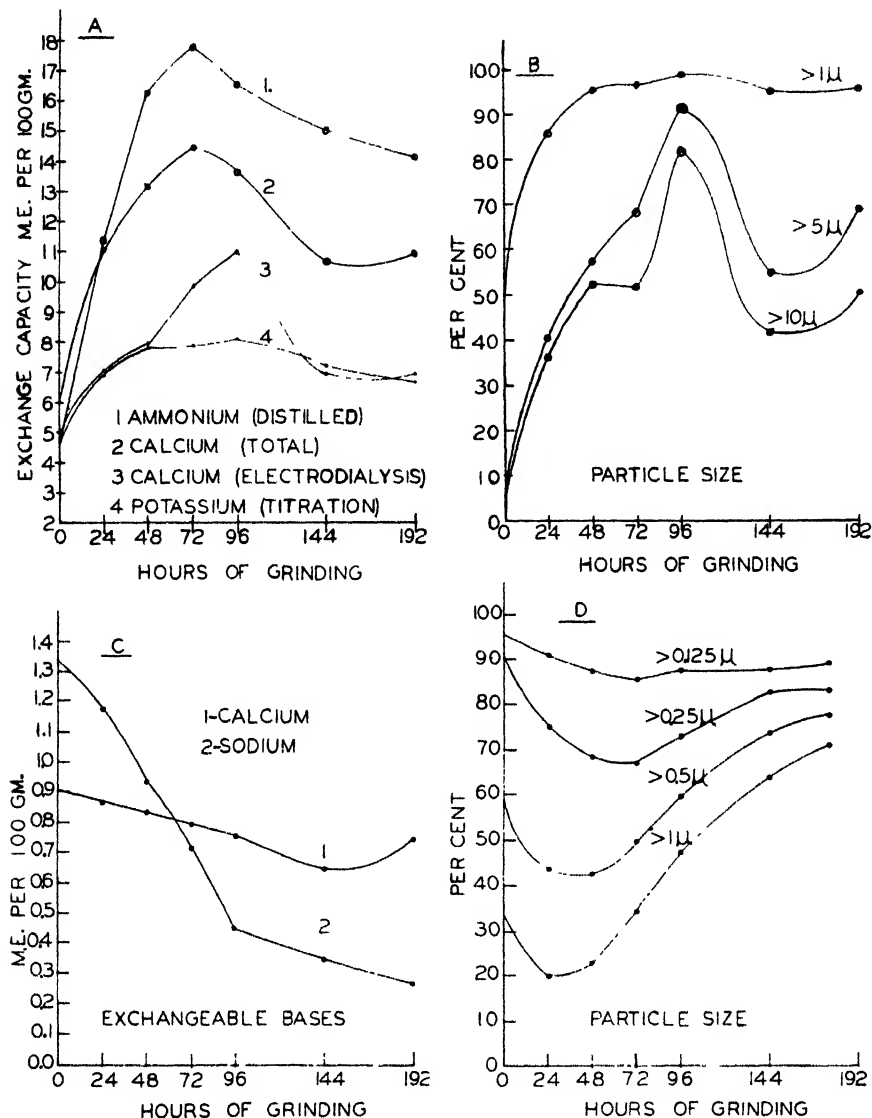 A
EXCHANGE CAPACITY M.E. PER 100GM.
18
17
16
15
14
13
12
11
10
9
8
7
6
5
4
3
2
1.
2
3
4
1 AMMONIUM (DISTILLED)
2 CALCIUM (TOTAL)
3 CALCIUM (ELECTRODIALYSIS)
4 POTASSIUM (TITRATION)
0 24 48 72 96 144 192
HOURS OF GRINDING
B
PER CENT
100
90
80
70
60
50
40
30
20
10
0
>1μ
>5μ
>10μ
PARTICLE SIZE
0 24 48 72 96 144 192
HOURS OF GRINDING
C
M.E. PER 100 GM.
1.4
1.3
1.2
1.1
1.0
0.9
0.8
0.7
0.6
0.5
0.4
0.3
0.2
0.1
0.0
1-CALCIUM
2-SODIUM
1
2
EXCHANGEABLE BASES
0 24 48 72 96 144 192
HOURS OF GRINDING
D
PER CENT
100
90
80
70
60
50
40
30
20
10
0
>0.125μ
>0.25μ
>0.5μ
>1μ
PARTICLE SIZE
0 24 48 72 96 144 192
HOURS OF GRINDING